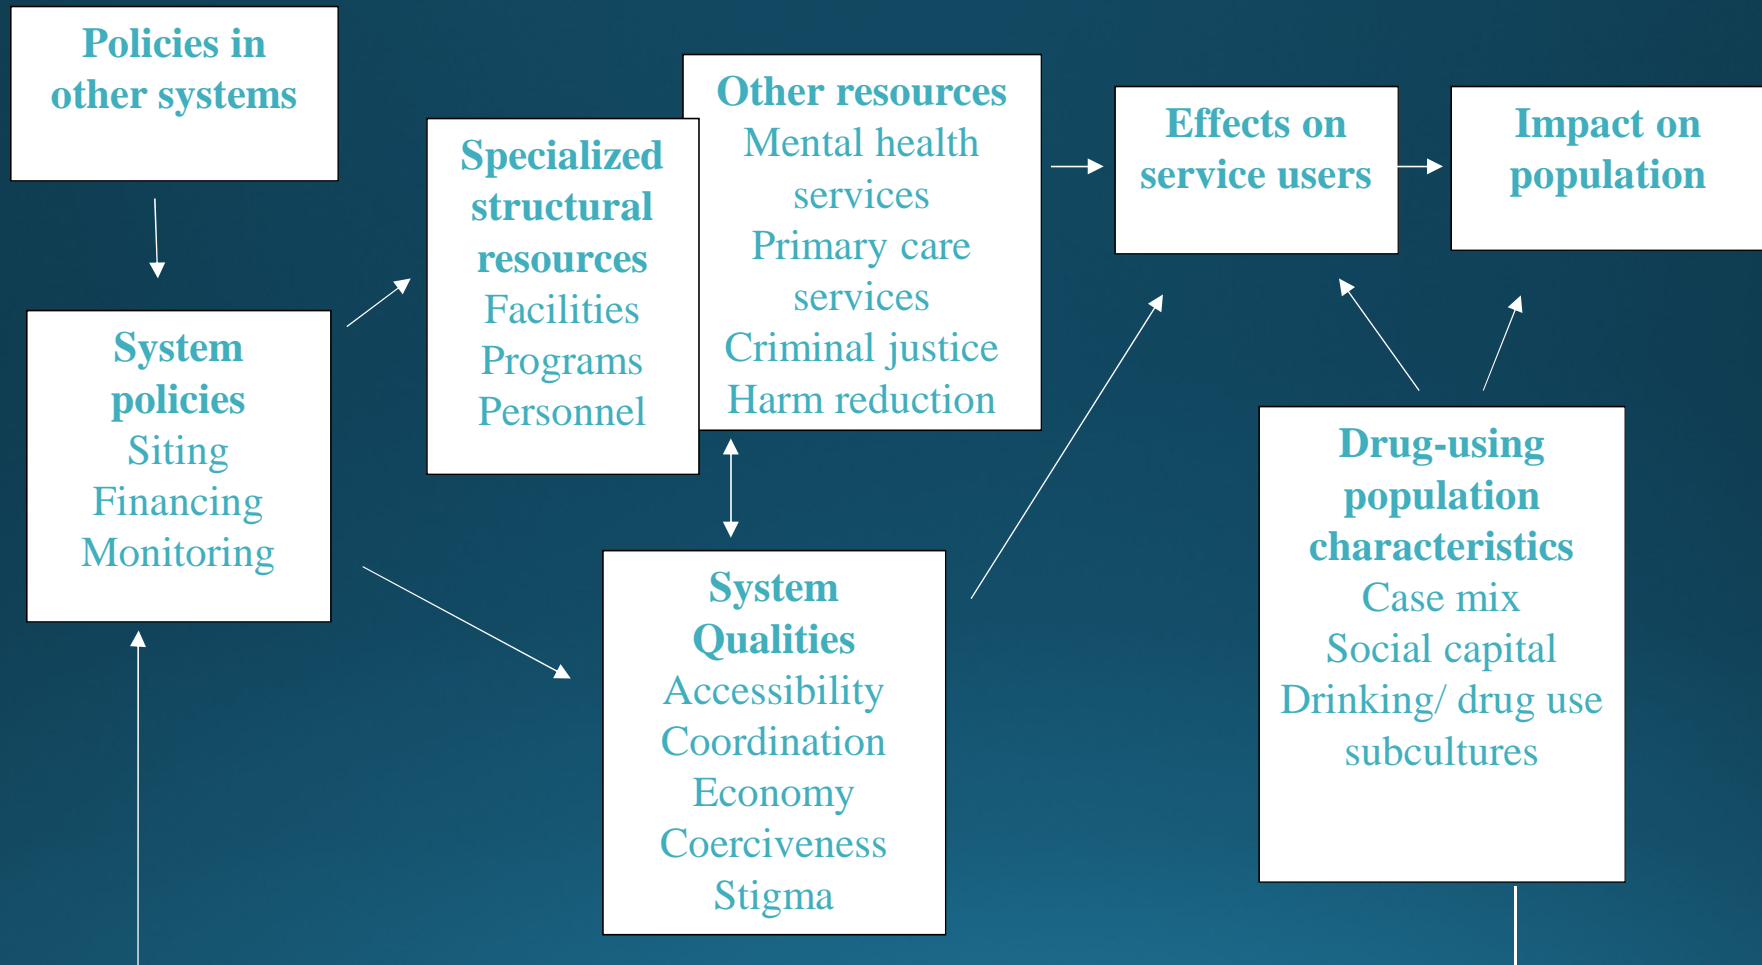 Policies in
other systems
System
policies
Siting
Financing
Monitoring
Specialized
structural
resources
Facilities
Programs
Personnel
Other resources
Mental health
services
Primary care
services
Criminal justice
Harm reduction
System
Qualities
Accessibility
Coordination
Economy
Coerciveness
Stigma
Effects on
service users
Impact on
population
Drug-using
population
characteristics
Case mix
Social capital
Drinking/ drug use
subcultures